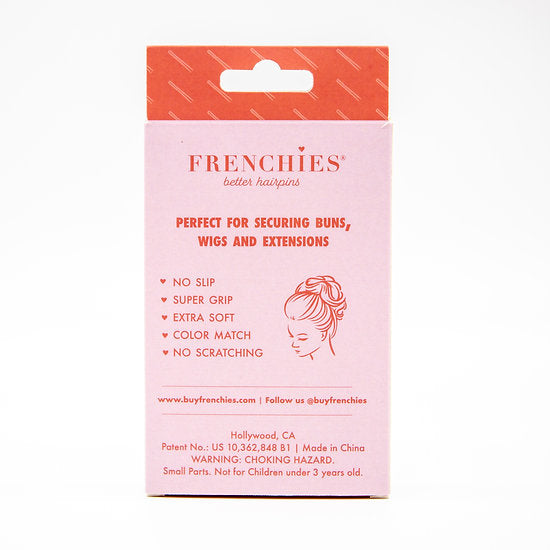 FRENCHIES®
better hairpins
PERFECT FOR SECURING BUNS,
WIGS AND EXTENSIONS
♥ NO SLIP
♥ SUPER GRIP
♥ EXTRA SOFT
♥ COLOR MATCH
♥ NO SCRATCHING
www.buyfrenchies.com | Follow us @buyfrenchies
Hollywood, CA
Patent No.: US 10,362,848 B1 | Made in China
WARNING: CHOKING HAZARD.
Small Parts. Not for Children under 3 years old.